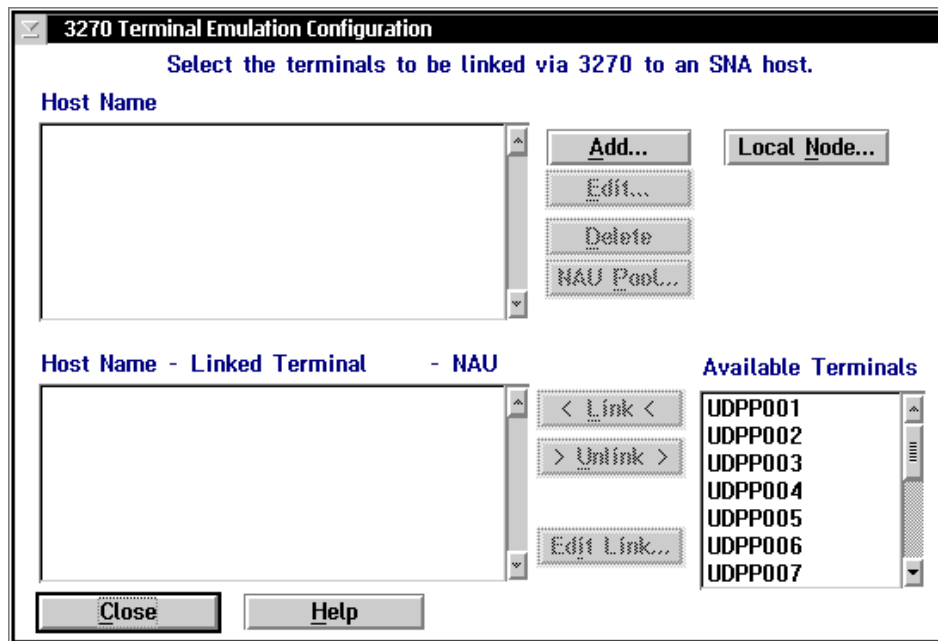 3270 Terminal Emulation Configuration
Select the terminals to be linked via 3270 to an SNA host.
Host Name
Add...
Local Node...
Edit...
Delete
NAU Pool...
Host Name - Linked Terminal - NAU
Available Terminals
< Link <
> Unlink >
Edit Link...
UDPP001
UDPP002
UDPP003
UDPP004
UDPP005
UDPP006
UDPP007
Close
Help